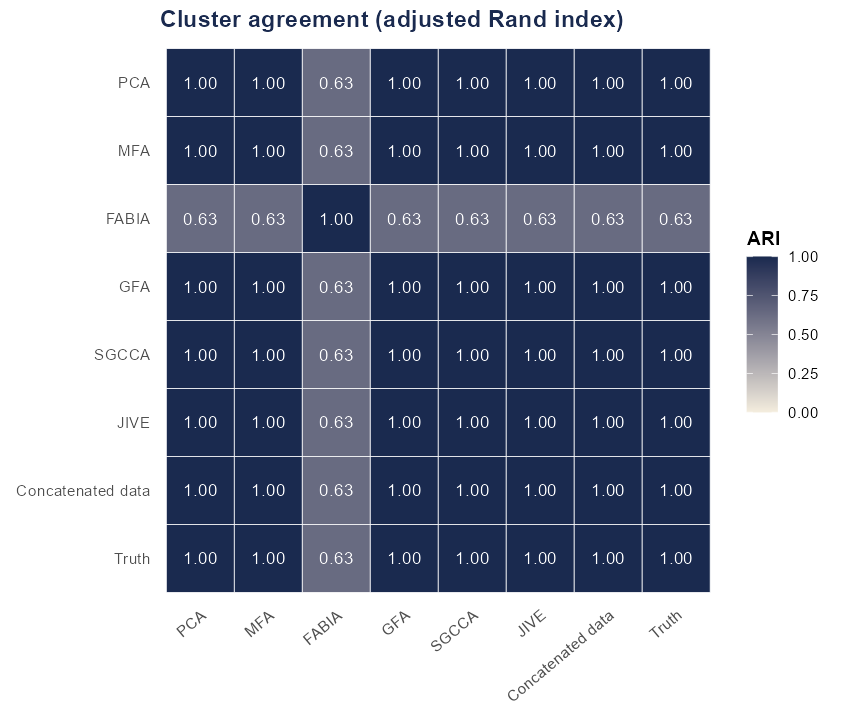 Cluster agreement (adjusted Rand index)
PCA 1.00 1.00 0.63 1.00 1.00 1.00 1.00 1.00
MFA 1.00 1.00 0.63 1.00 1.00 1.00 1.00 1.00
FABIA 0.63 0.63 1.00 0.63 0.63 0.63 0.63 0.63
GFA 1.00 1.00 0.63 1.00 1.00 1.00 1.00 1.00
SGCCA 1.00 1.00 0.63 1.00 1.00 1.00 1.00 1.00
JIVE 1.00 1.00 0.63 1.00 1.00 1.00 1.00 1.00
Concatenated data 1.00 1.00 0.63 1.00 1.00 1.00 1.00 1.00
Truth 1.00 1.00 0.63 1.00 1.00 1.00 1.00 1.00
PCA MFA FABIA GFA SGCCA JIVE Concatenated data Truth
ARI
1.00
0.75
0.50
0.25
0.00